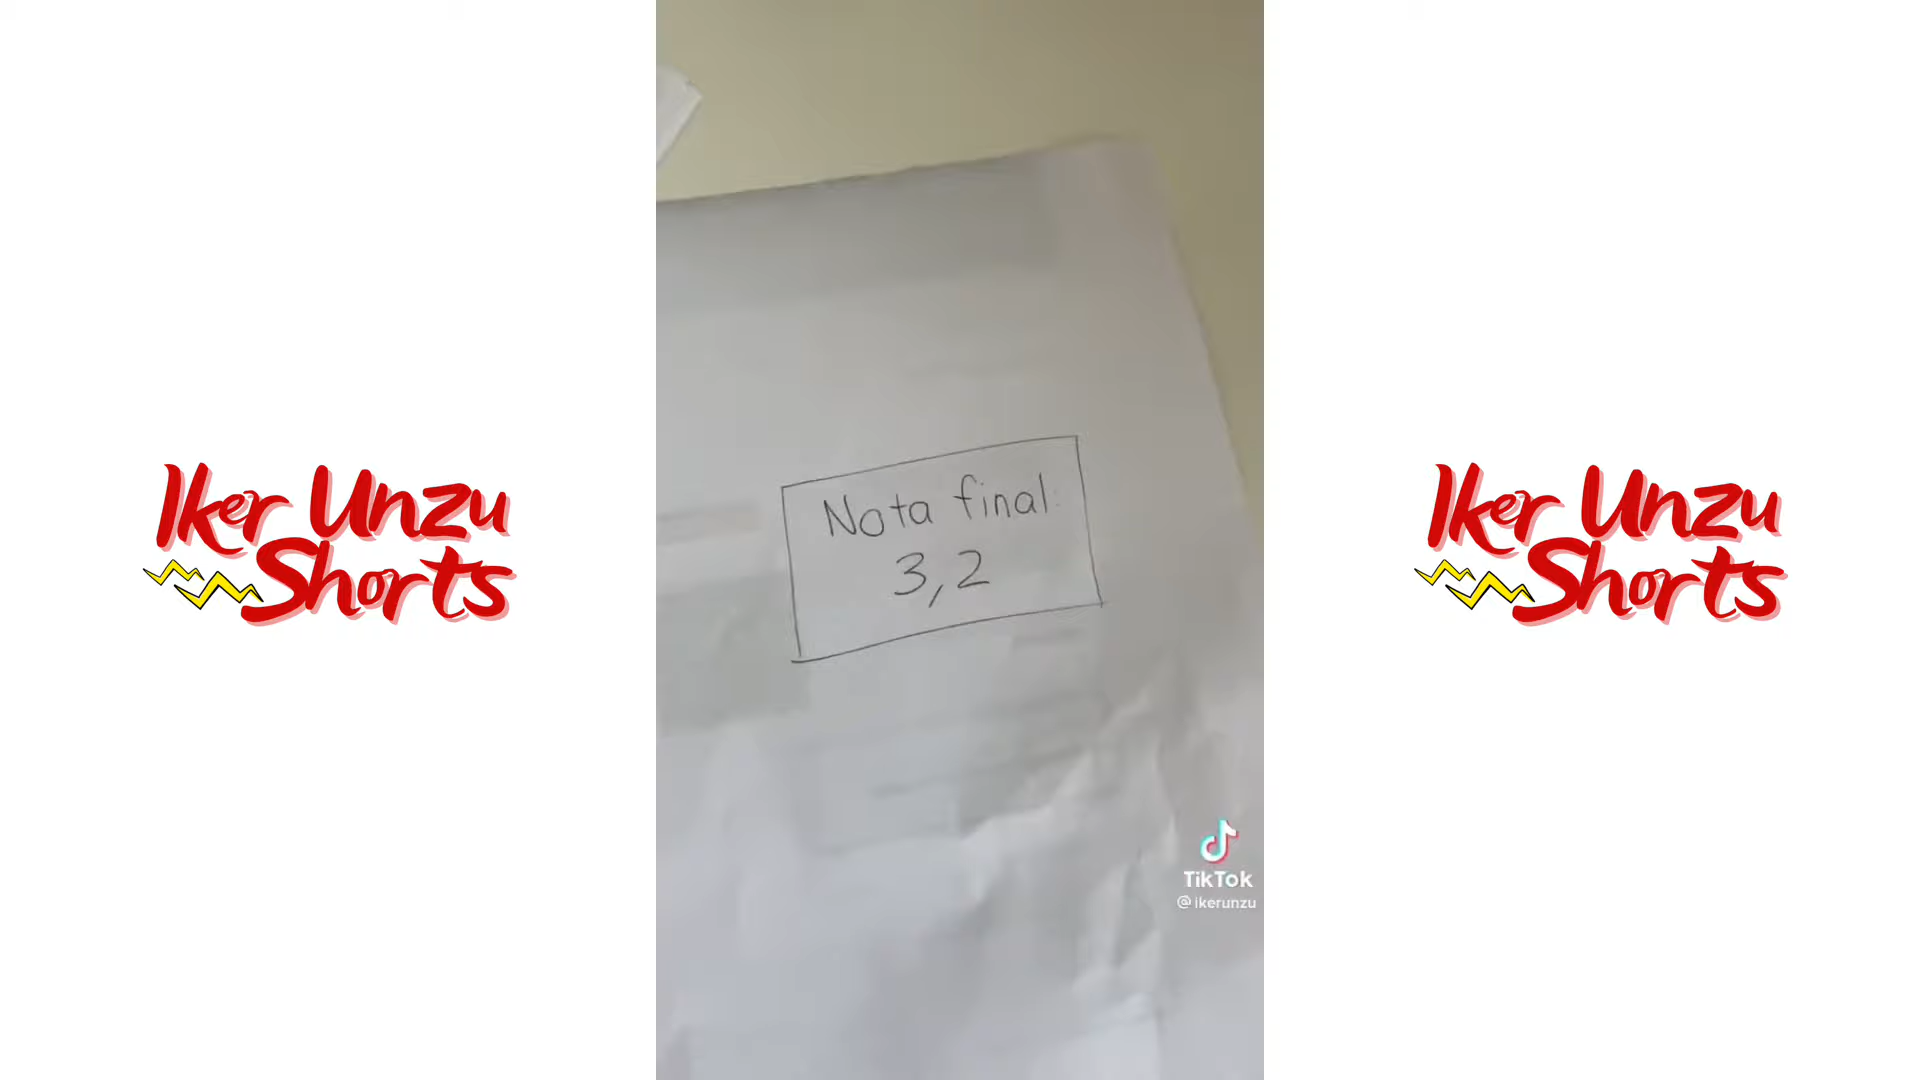 Iker Unzu
Shorts
Nota final:
3,2
TikTok
@ikerunzu
Iker Unzu
Shorts